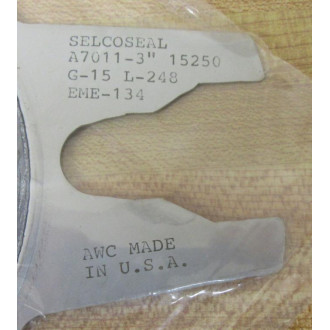 SELCOSEAL
A7011-3" 15250
G-15 L-248
EME-134
AWC MADE
IN U.S.A.